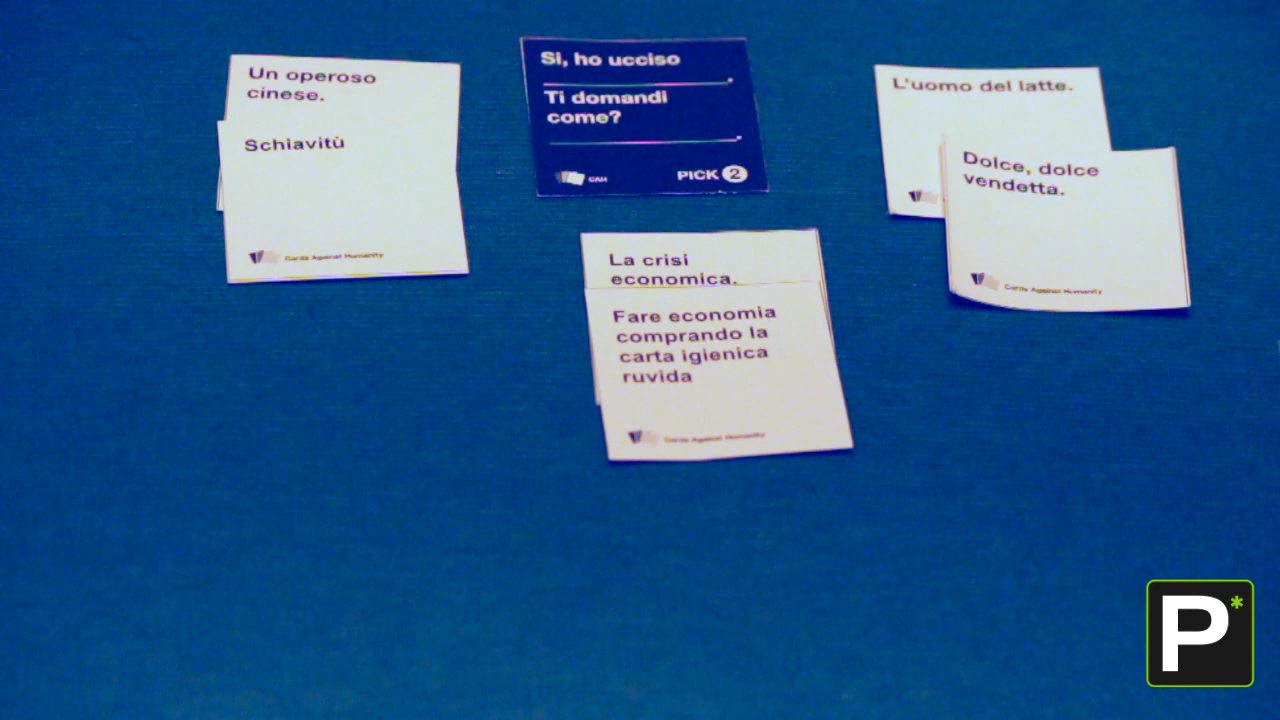 Un operoso
cinese.
Schiavitù
Cards Against Humanity
Si, ho ucciso
Ti domandi
come?
CAH
PICK 2
L'uomo del latte.
Dolce, dolce
vendetta.
Cards Against Humanity
La crisi
economica.
Fare economia
comprando la
carta igienica
ruvida
Cards Against Humanity
P*